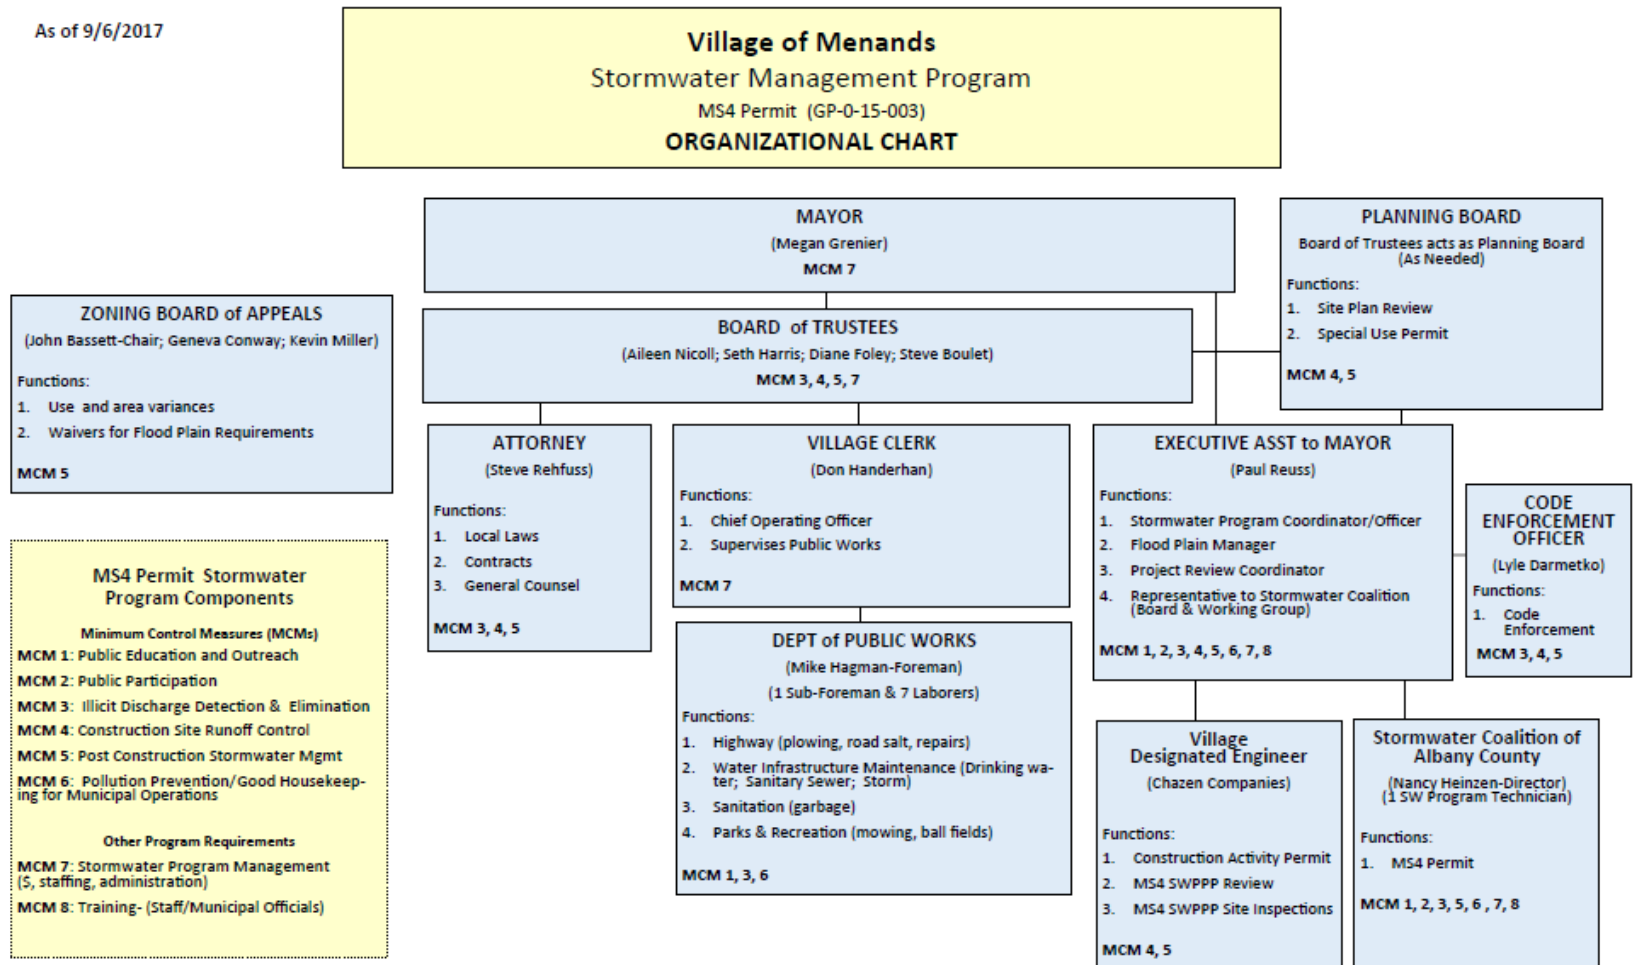 As of 9/6/2017
Village of Menands
Stormwater Management Program
MS4 Permit (GP-0-15-003)
ORGANIZATIONAL CHART
MAYOR
(Megan Grenier)
MCM 7
PLANNING BOARD
Board of Trustees acts as Planning Board
(As Needed)
Functions:
1. Site Plan Review
2. Special Use Permit
MCM 4, 5
ZONING BOARD of APPEALS
(John Bassett-Chair; Geneva Conway; Kevin Miller)
Functions:
1. Use and area variances
2. Waivers for Flood Plain Requirements
MCM 5
BOARD of TRUSTEES
(Aileen Nicoll; Seth Harris; Diane Foley; Steve Boulet)
MCM 3, 4, 5, 7
ATTORNEY
(Steve Rehfuss)
Functions:
1. Local Laws
2. Contracts
3. General Counsel
MCM 3, 4, 5
VILLAGE CLERK
(Don Handerhan)
Functions:
1. Chief Operating Officer
2. Supervises Public Works
MCM 7
EXECUTIVE ASST to MAYOR
(Paul Reuss)
Functions:
1. Stormwater Program Coordinator/Officer
2. Flood Plain Manager
3. Project Review Coordinator
4. Representative to Stormwater Coalition
(Board & Working Group)
MCM 1, 2, 3, 4, 5, 6, 7, 8
CODE
ENFORCEMENT
OFFICER
(Lyle Darmetko)
Functions:
1. Code
Enforcement
MCM 3, 4, 5
MS4 Permit Stormwater
Program Components
Minimum Control Measures (MCMs)
MCM 1: Public Education and Outreach
MCM 2: Public Participation
MCM 3: Illicit Discharge Detection & Elimination
MCM 4: Construction Site Runoff Control
MCM 5: Post Construction Stormwater Mgmt
MCM 6: Pollution Prevention/Good Housekeep-
ing for Municipal Operations
Other Program Requirements
MCM 7: Stormwater Program Management
($, staffing, administration)
MCM 8: Training- (Staff/Municipal Officials)
DEPT of PUBLIC WORKS
(Mike Hagman-Foreman)
(1 Sub-Foreman & 7 Laborers)
Functions:
1. Highway (plowing, road salt, repairs)
2. Water Infrastructure Maintenance (Drinking wa-
ter; Sanitary Sewer; Storm)
3. Sanitation (garbage)
4. Parks & Recreation (mowing, ball fields)
MCM 1, 3, 6
Village
Designated Engineer
(Chazen Companies)
Functions:
1. Construction Activity Permit
2. MS4 SWPPP Review
3. MS4 SWPPP Site Inspections
MCM 4, 5
Stormwater Coalition of
Albany County
(Nancy Heinzen-Director)
(1 SW Program Technician)
Functions:
1. MS4 Permit
MCM 1, 2, 3, 5, 6 , 7, 8